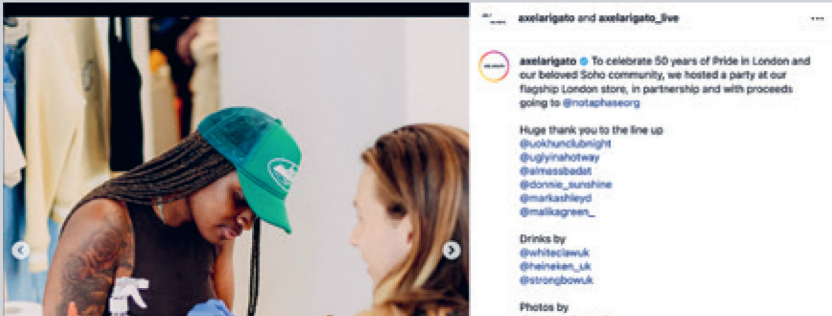 axelarigato and axelarigato_live
axelarigato To celebrate 50 years of Pride in London and
our beloved Soho community, we hosted a party at our
flagship London store, in partnership and with proceeds
going to @notaphaseorg
Huge thank you to the line up
@uokhunclubnight
@uglyinahotway
@almassbadat
@donnie_sunshine
@markashleyd
@malikagreen_
Drinks by
@whiteclawuk
@heineken_uk
@strongbowuk
Photos by